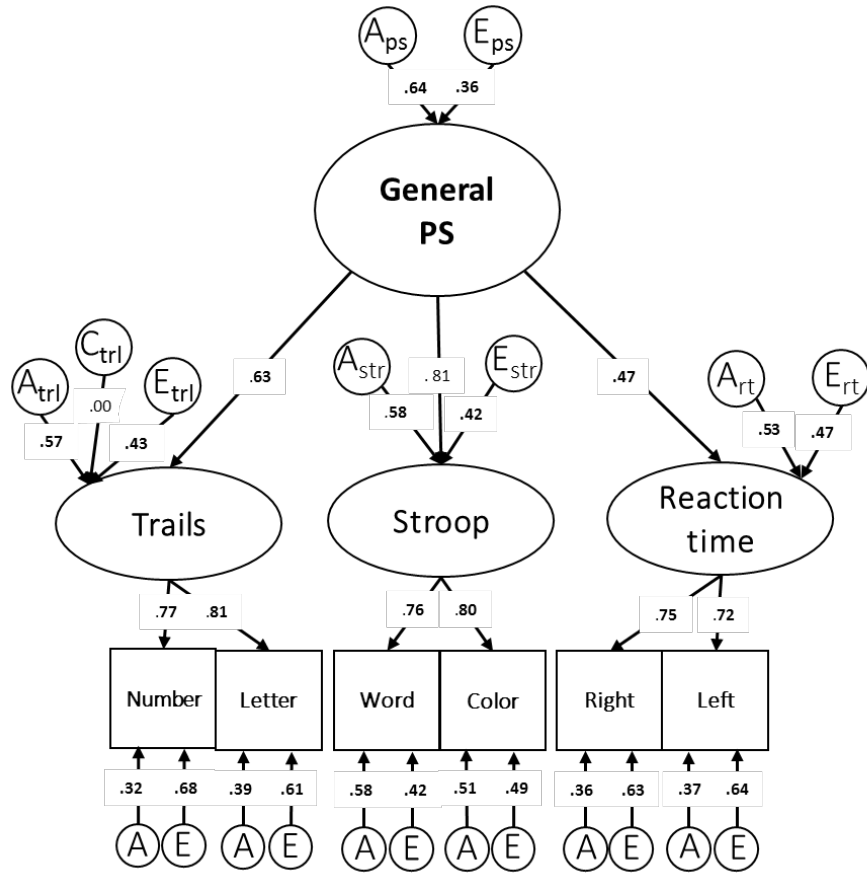 Aps Eps
.64 .36
General
PS
Ctrl
Atrl Etrl
.57 .00 .43
.63
Astr Estr
.81
.58 .42
.47
Art Ert
.53 .47
Trails
Stroop
Reaction
time
.77 .81
.76 .80
.75 .72
Number Letter Word Color Right Left
.32 .68 .39 .61 .58 .42 .51 .49 .36 .63 .37 .64
A E A E A E A E A E A E